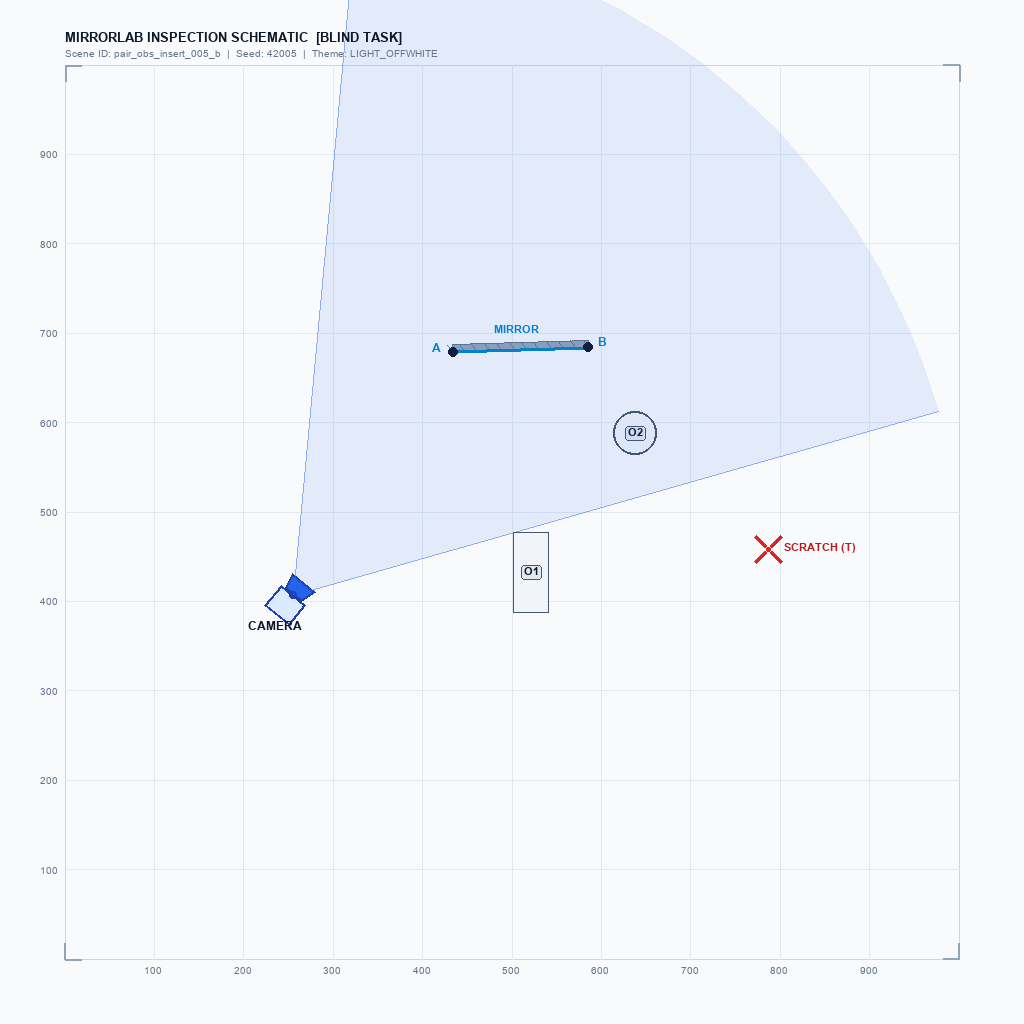 MIRRORLAB INSPECTION SCHEMATIC [BLIND TASK]
Scene ID: pair_obs_insert_005_b | Seed: 42005 | Theme: LIGHT_OFFWHITE
900
800
700
600
500
400
300
200
100
MIRROR
A
B
O2
O1
SCRATCH (T)
CAMERA
100
200
300
400
500
600
700
800
900